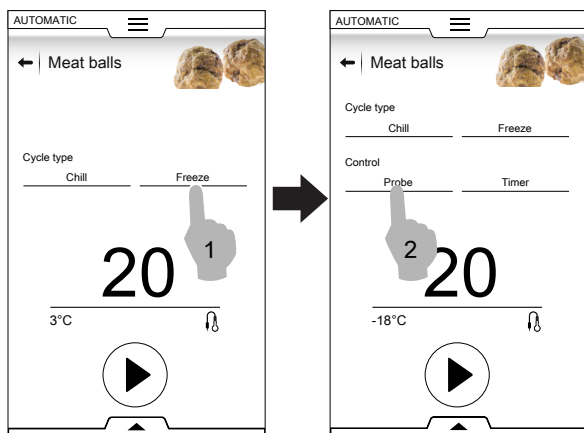 AUTOMATIC
Meat balls
Cycle type
Chill Freeze
1
20
3°C
AUTOMATIC
Meat balls
Cycle type
Chill Freeze
Control
Probe Timer
2
20
-18°C